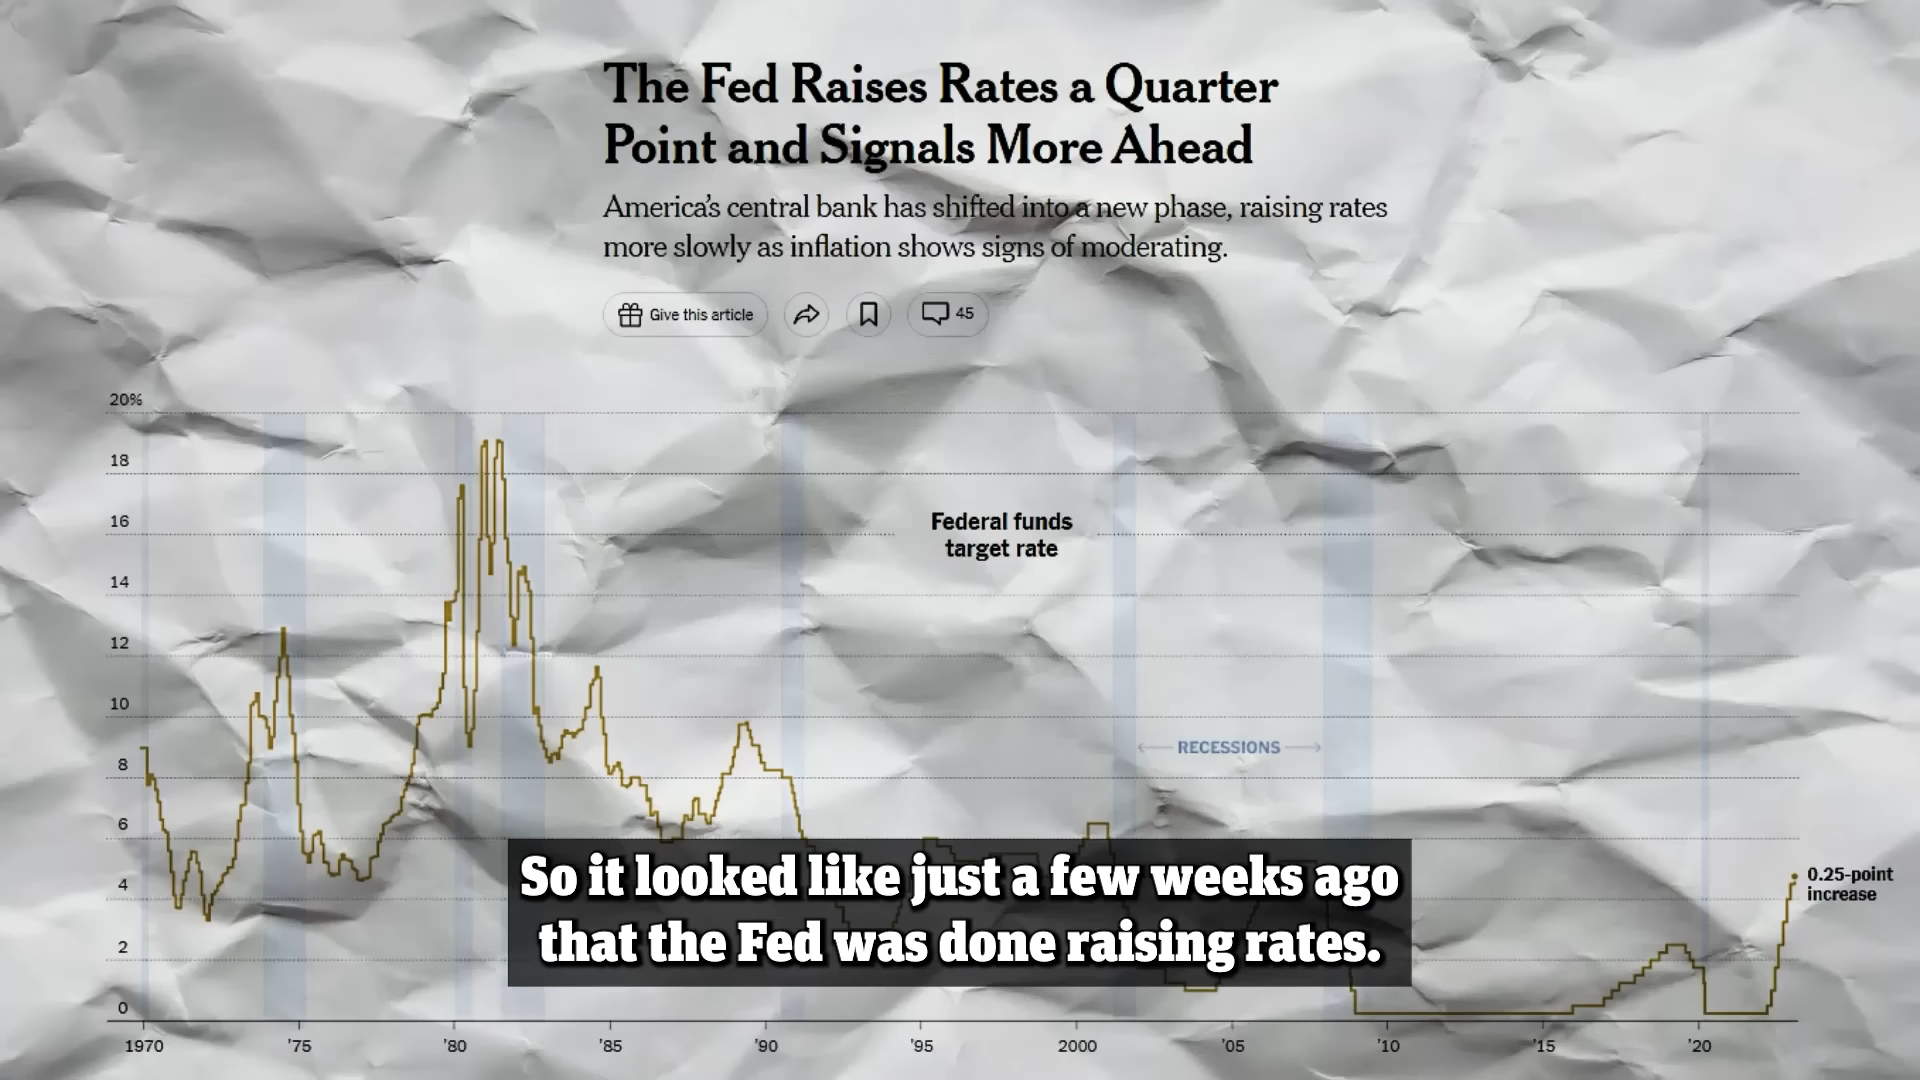 The Fed Raises Rates a Quarter
Point and Signals More Ahead
America's central bank has shifted into a new phase, raising rates
more slowly as inflation shows signs of moderating.
Give this article
45
20%
18
16
14
12
10
8
6
4
2
0
Federal funds
target rate
RECESSIONS
0.25-point
increase
So it looked like just a few weeks ago
that the Fed was done raising rates.
1970 '75 '80 '85 '90 '95 2000 '05 '10 '15 '20